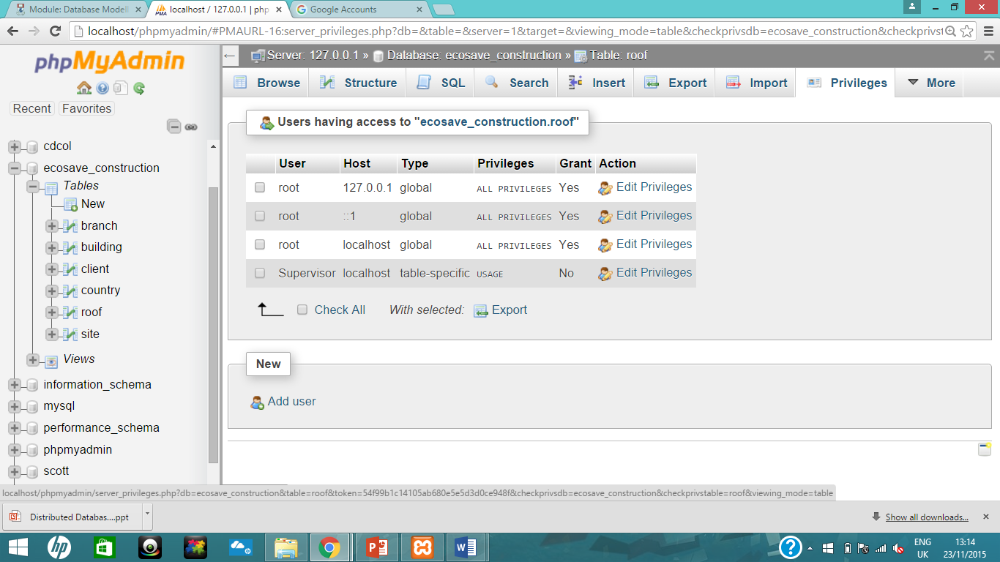 Module: Database Modell
localhost / 127.0.0.1 | php
Google Accounts
localhost/phpmyadmin/#PMAURL-16:server_privileges.php?db=&table=&server=1&target=&viewing_mode=table&checkprivsdb=ecosave_construction&checkprivst
phpMyAdmin
Recent Favorites
cdcol
ecosave_construction
Tables
New
branch
building
client
country
roof
site
Views
information_schema
mysql
performance_schema
phpmyadmin
scott
Server: 127.0.0.1 » Database: ecosave_construction » Table: roof
Browse Structure SQL Search Insert Export Import Privileges More
Users having access to "ecosave_construction.roof"
User Host Type Privileges Grant Action
root 127.0.0.1 global ALL PRIVILEGES Yes Edit Privileges
root ::1 global ALL PRIVILEGES Yes Edit Privileges
root localhost global ALL PRIVILEGES Yes Edit Privileges
Supervisor localhost table-specific USAGE No Edit Privileges
Check All With selected: Export
New
Add user
localhost/phpmyadmin/server_privileges.php?db=ecosave_construction&table=roof&token=54f99b1c14105ab680e5e5d3d0ce948f&checkprivsdb=ecosave_construction&checkprivstable=roof&viewing_mode=table
Distributed Databas....ppt
Show all downloads...
ENG 13:14
UK 23/11/2015